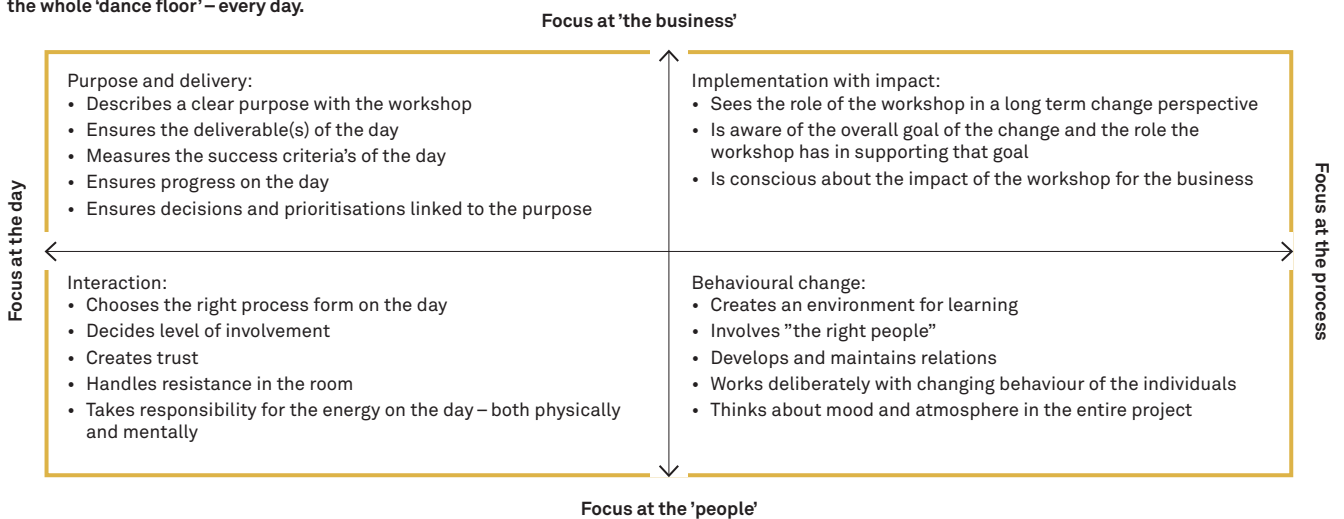 the whole ‘dance floor’ – every day.
Focus at ’the business’
Purpose and delivery:
• Describes a clear purpose with the workshop
• Ensures the deliverable(s) of the day
• Measures the success criteria’s of the day
• Ensures progress on the day
• Ensures decisions and prioritisations linked to the purpose
Implementation with impact:
• Sees the role of the workshop in a long term change perspective
• Is aware of the overall goal of the change and the role the
workshop has in supporting that goal
• Is conscious about the impact of the workshop for the business
Focus at the day
Focus at the process
Interaction:
• Chooses the right process form on the day
• Decides level of involvement
• Creates trust
• Handles resistance in the room
• Takes responsibility for the energy on the day – both physically
and mentally
Behavioural change:
• Creates an environment for learning
• Involves ”the right people”
• Develops and maintains relations
• Works deliberately with changing behaviour of the individuals
• Thinks about mood and atmosphere in the entire project
Focus at the ’people’